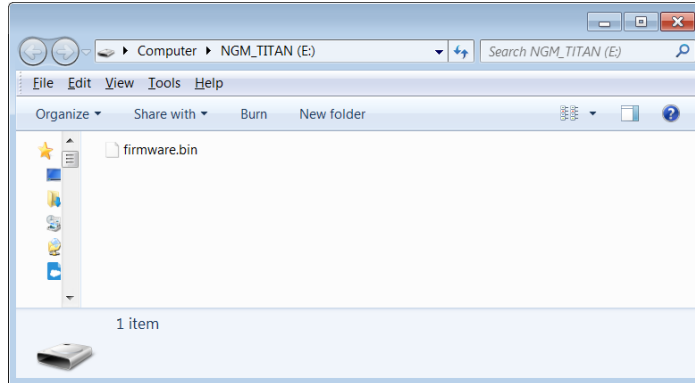 Computer NGM_TITAN (E:) Search NGM_TITAN (E:)
File Edit View Tools Help
Organize Share with Burn New folder
firmware.bin
1 item